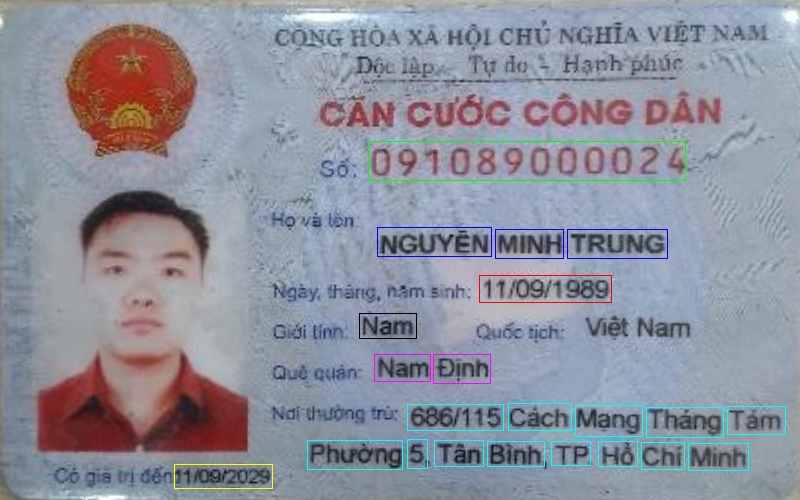 CỘNG HÒA XÃ HỘI CHỦ NGHĨA VIỆT NAM
Độc lập - Tự do - Hạnh phúc
CĂN CƯỚC CÔNG DÂN
Số: 091089000024
Họ và tên
NGUYỄN MINH TRUNG
Ngày, tháng, năm sinh: 11/09/1989
Giới tính: Nam Quốc tịch: Việt Nam
Quê quán: Nam Định
Nơi thường trú: 686/115 Cách Mạng Tháng Tám
Phường 5, Tân Bình, TP. Hồ Chí Minh
Có giá trị đến 11/09/2029